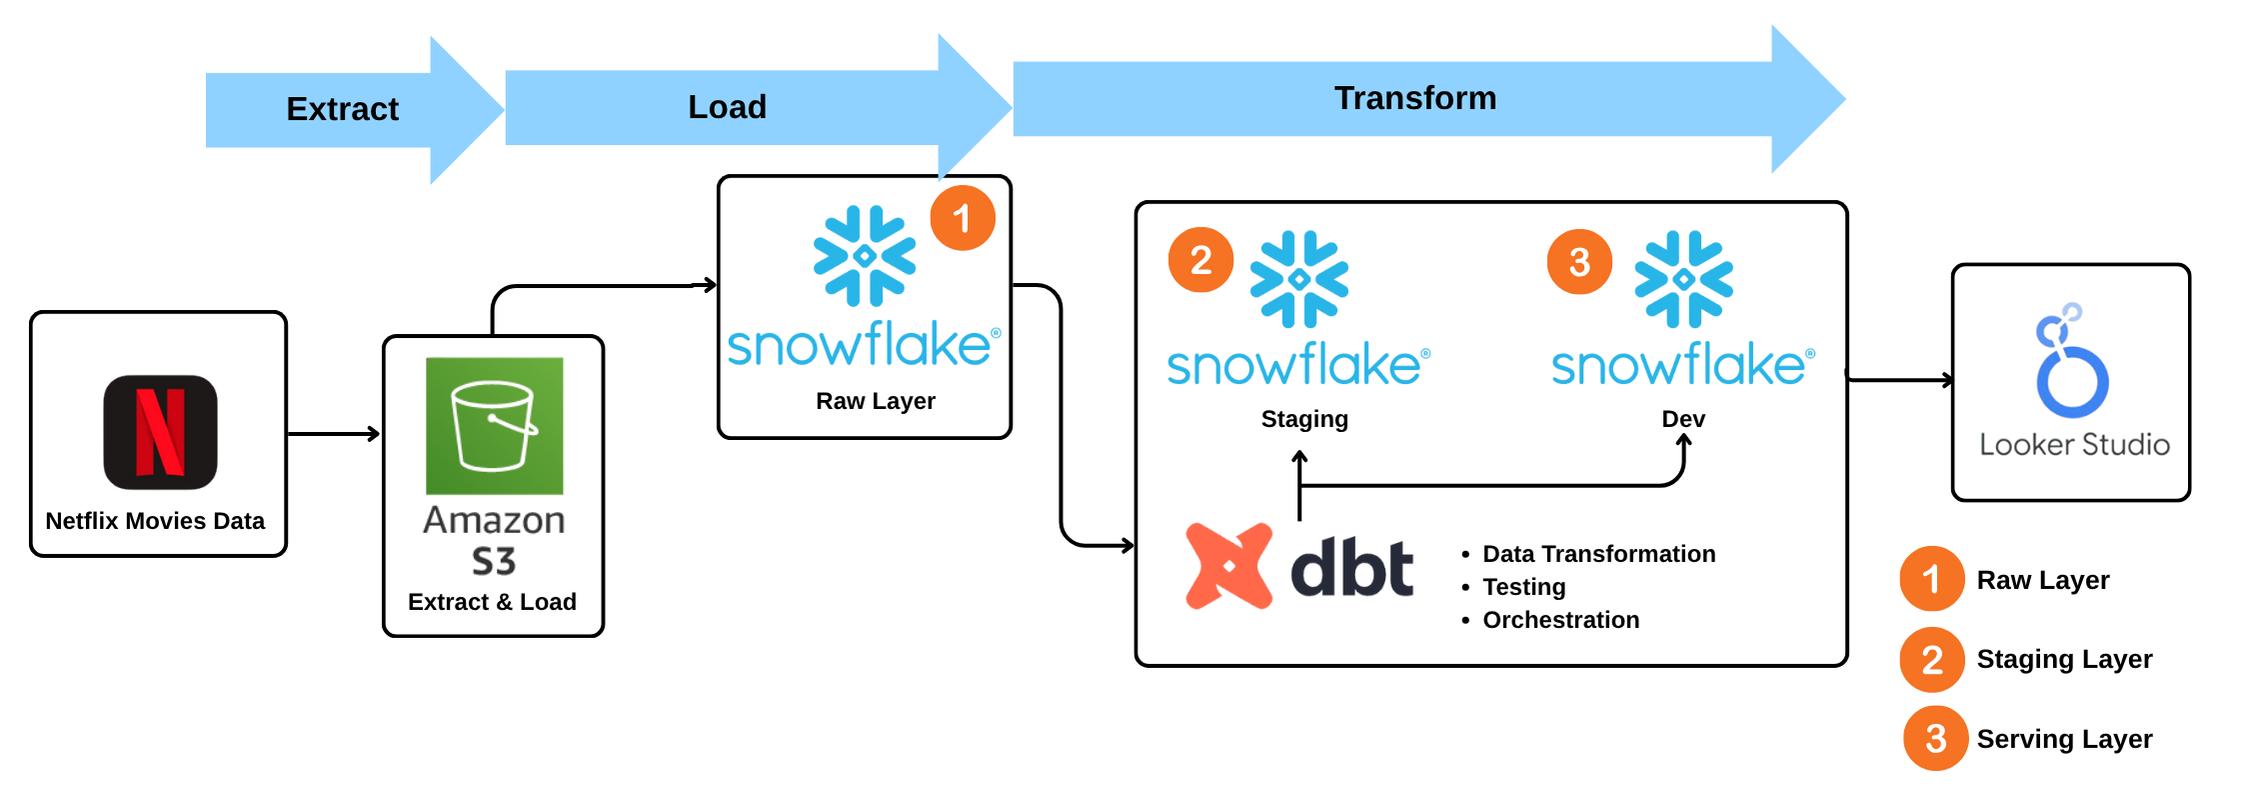 Extract
Load
Transform
Netflix Movies Data
Amazon
S3
Extract & Load
1
snowflake®
Raw Layer
2
snowflake®
Staging
3
snowflake®
Dev
dbt
• Data Transformation
• Testing
• Orchestration
Looker Studio
1 Raw Layer
2 Staging Layer
3 Serving Layer